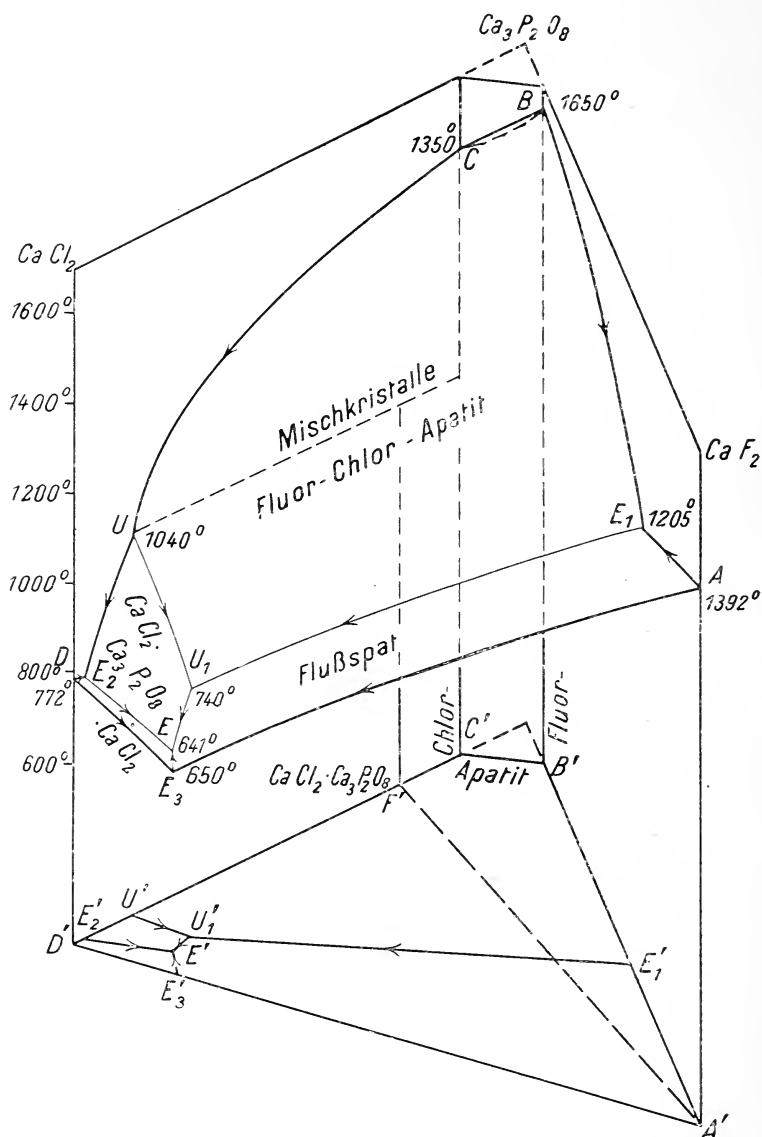 Ca₃P₂O₈
B
1650°
1350°
C
CaCl₂
1600°
1400°
1200°
1000°
800°
600°
Mischkristalle
Fluor-Chlor-Apatit
CaF₂
U
1040°
E₁
1205°
A
1392°
CaCl₂·
Ca₃P₂O₈
U₁
740°
Flußspat
D
772°
E₂
·CaCl₂
E
641°
E₃
650°
Chlor-
Fluor-
C'
Apatit
B'
CaCl₂·Ca₃P₂O₈
F'
U'
E₂'
U₁'
D'
E'
E₃'
E₁'
A'